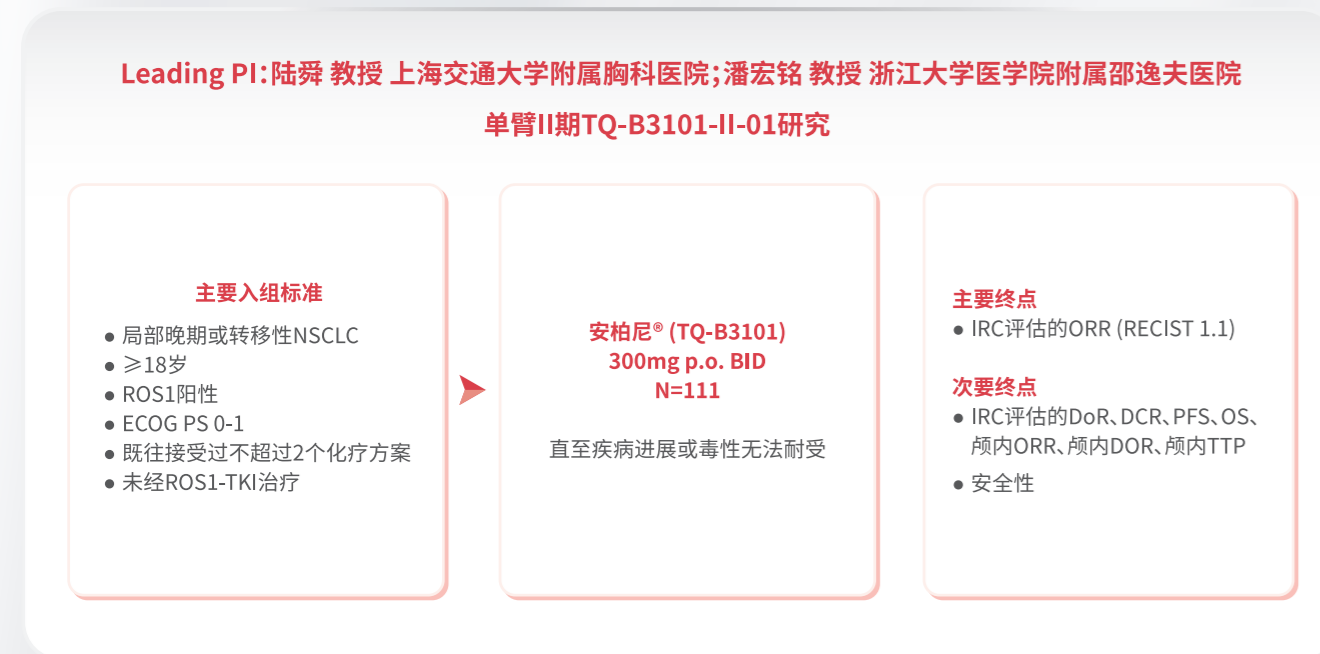 Leading PI:陆舜 教授 上海交通大学附属胸科医院;潘宏铭 教授 浙江大学医学院附属邵逸夫医院
单臂II期TQ-B3101-II-01研究
主要入组标准
● 局部晚期或转移性NSCLC
● ≥18岁
● ROS1阳性
● ECOG PS 0-1
● 既往接受过不超过2个化疗方案
● 未经ROS1-TKI治疗
安柏尼® (TQ-B3101)
300mg p.o. BID
N=111
直至疾病进展或毒性无法耐受
主要终点
● IRC评估的ORR (RECIST 1.1)
次要终点
● IRC评估的DoR、DCR、PFS、OS、
颅内ORR、颅内DOR、颅内TTP
● 安全性